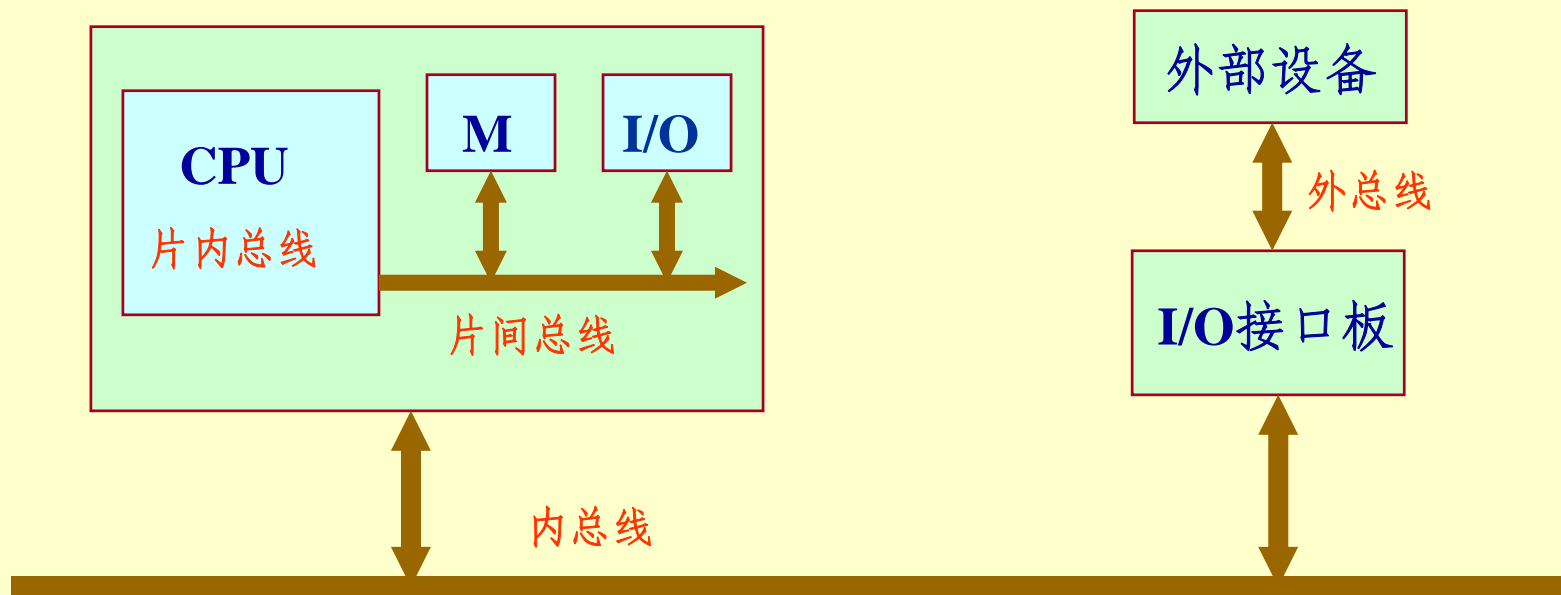 CPU
片内总线
M
I/O
片间总线
外部设备
外总线
I/O接口板
内总线